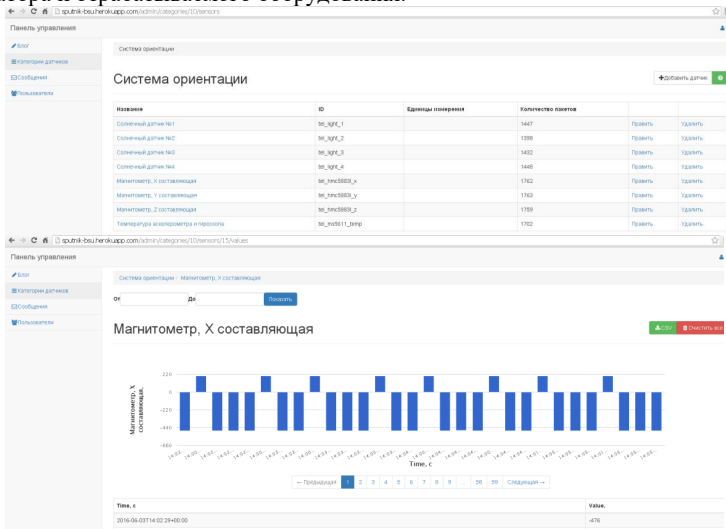 обрабатываемого оборудования.
sputnik-bsu.herokuapp.com/admin/categories/10/sensors
Панель управления
Блог
Категории датчиков
Сообщения
Пользователи
Система ориентации
Система ориентации
+Добавить датчик
Название ID Единицы измерения Количество пакетов
Солнечный датчик №1 tel_light_1 1447 Править Удалить
Солнечный датчик №2 tel_light_2 1398 Править Удалить
Солнечный датчик №3 tel_light_3 1432 Править Удалить
Солнечный датчик №4 tel_light_4 1448 Править Удалить
Магнитометр, X составляющая tel_hmc5883l_x 1762 Править Удалить
Магнитометр, Y составляющая tel_hmc5883l_y 1763 Править Удалить
Магнитометр, Z составляющая tel_hmc5883l_z 1759 Править Удалить
Температура акселерометра и гироскопа tel_ms5611_temp 1702 Править Удалить
sputnik-bsu.herokuapp.com/admin/categories/10/sensors/15/values
Панель управления
Блог
Категории датчиков
Сообщения
Пользователи
Система ориентации / Магнитометр, X составляющая
От До Показать
Магнитометр, X составляющая
CSV Очистить все
Магнитометр, X
составляющая,
220
0
-220
-440
-660
Time, c
← Предыдущая 1 2 3 4 5 6 7 8 9 ... 58 59 Следующая →
Time, c Value,
2016-06-03T14:02:29+00:00 -476